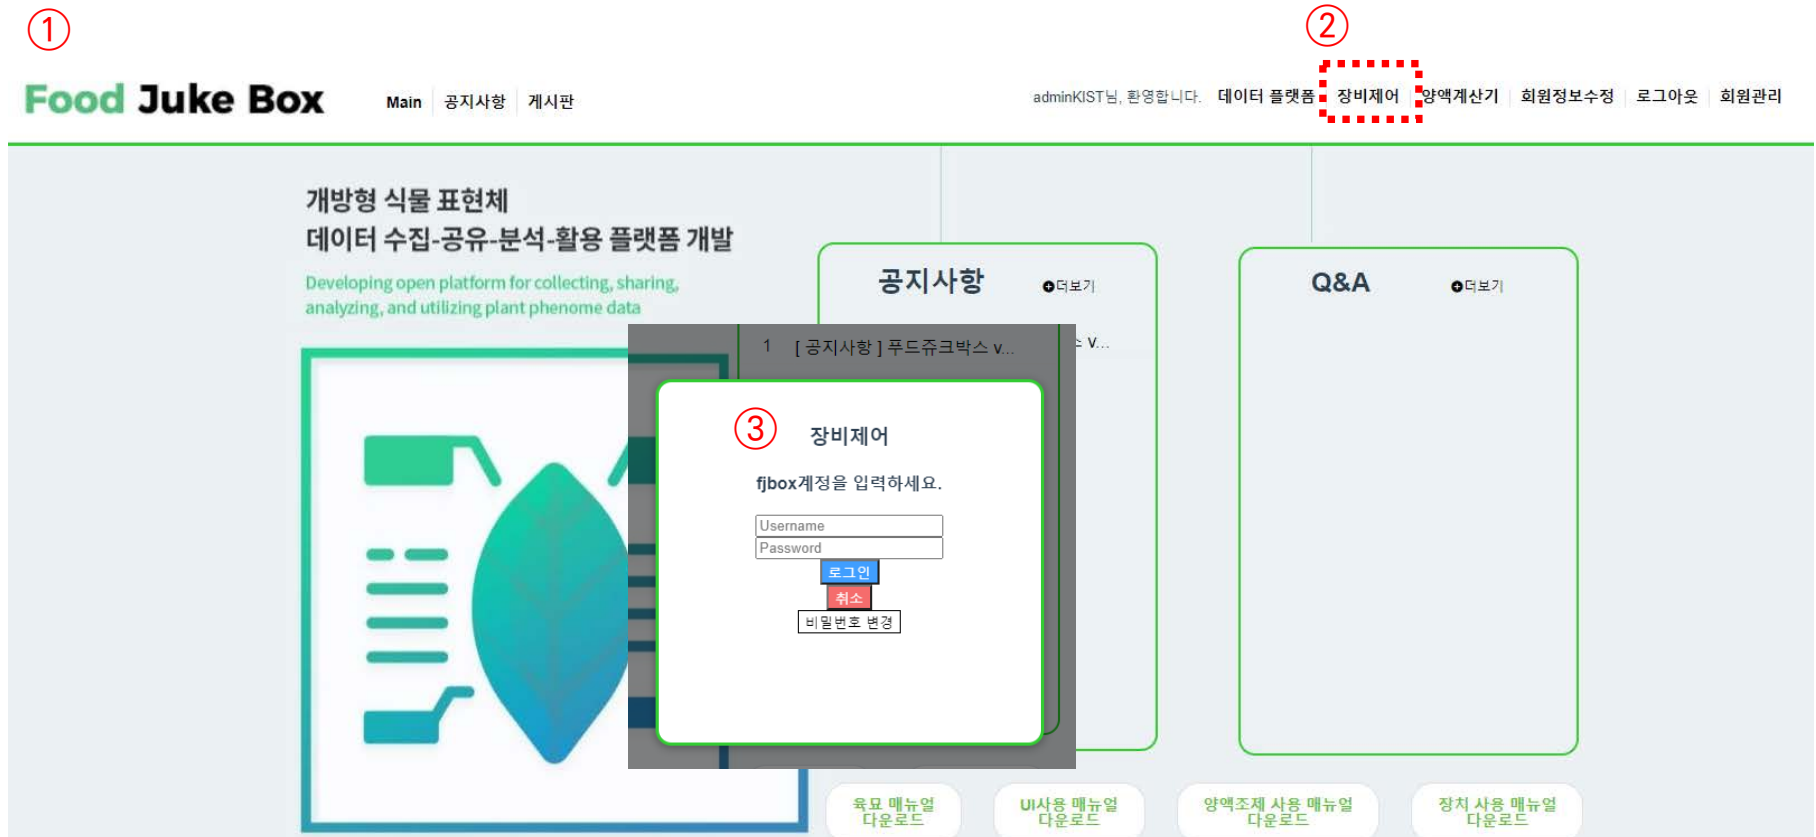 ①
②
Food Juke Box
Main 공지사항 게시판
adminKIST님, 환영합니다. 데이터 플랫폼 장비제어 양액계산기 회원정보수정 로그아웃 회원관리
개방형 식물 표현체
데이터 수집-공유-분석-활용 플랫폼 개발
Developing open platform for collecting, sharing,
analyzing, and utilizing plant phenome data
공지사항 더보기
Q&A 더보기
1 [ 공지사항 ] 푸드쥬크박스 v...
스 v...
③
장비제어
fjbox계정을 입력하세요.
Username
Password
로그인
취소
비밀번호 변경
육묘 매뉴얼
다운로드
UI사용 매뉴얼
다운로드
양액조제 사용 매뉴얼
다운로드
장치 사용 매뉴얼
다운로드